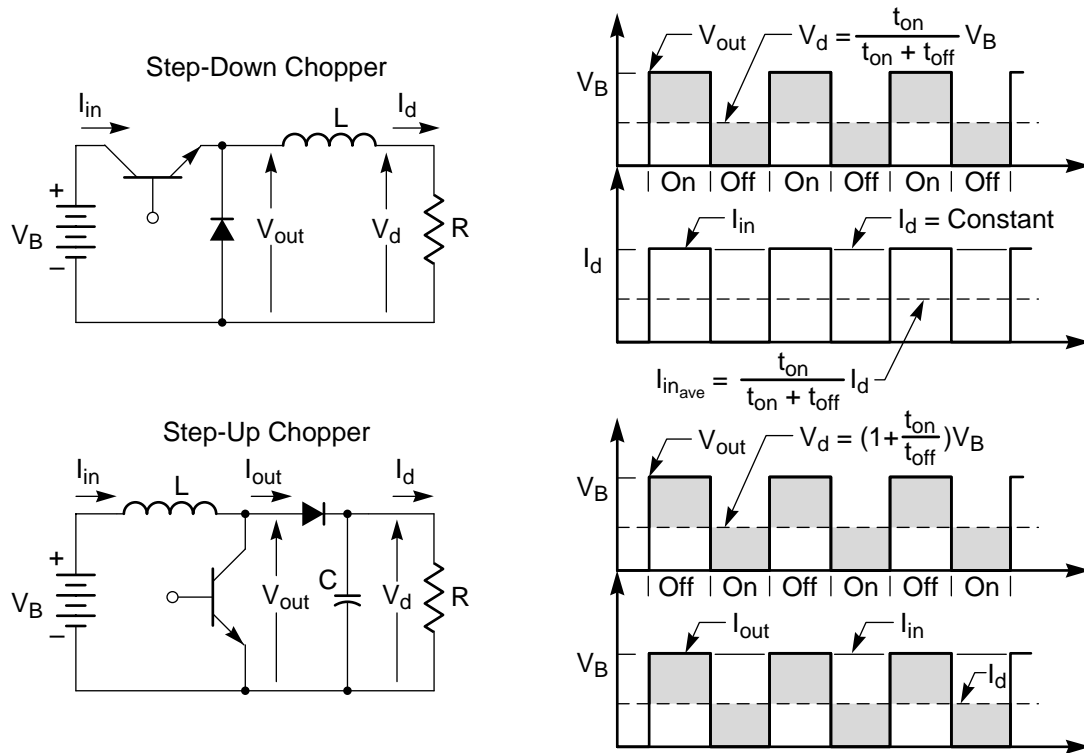 Step-Down Chopper
I_in
L
I_d
+
V_B
−
V_out
V_d
R
V_out
V_d = t_on / (t_on + t_off) V_B
V_B
On Off On Off On Off
I_in
I_d = Constant
I_d
I_in_ave = t_on / (t_on + t_off) I_d
Step-Up Chopper
I_in
L
I_out
I_d
+
V_B
−
V_out
C
V_d
R
V_out
V_d = (1+ t_on / t_off)V_B
V_B
Off On Off On Off On
I_out
I_in
V_B
I_d